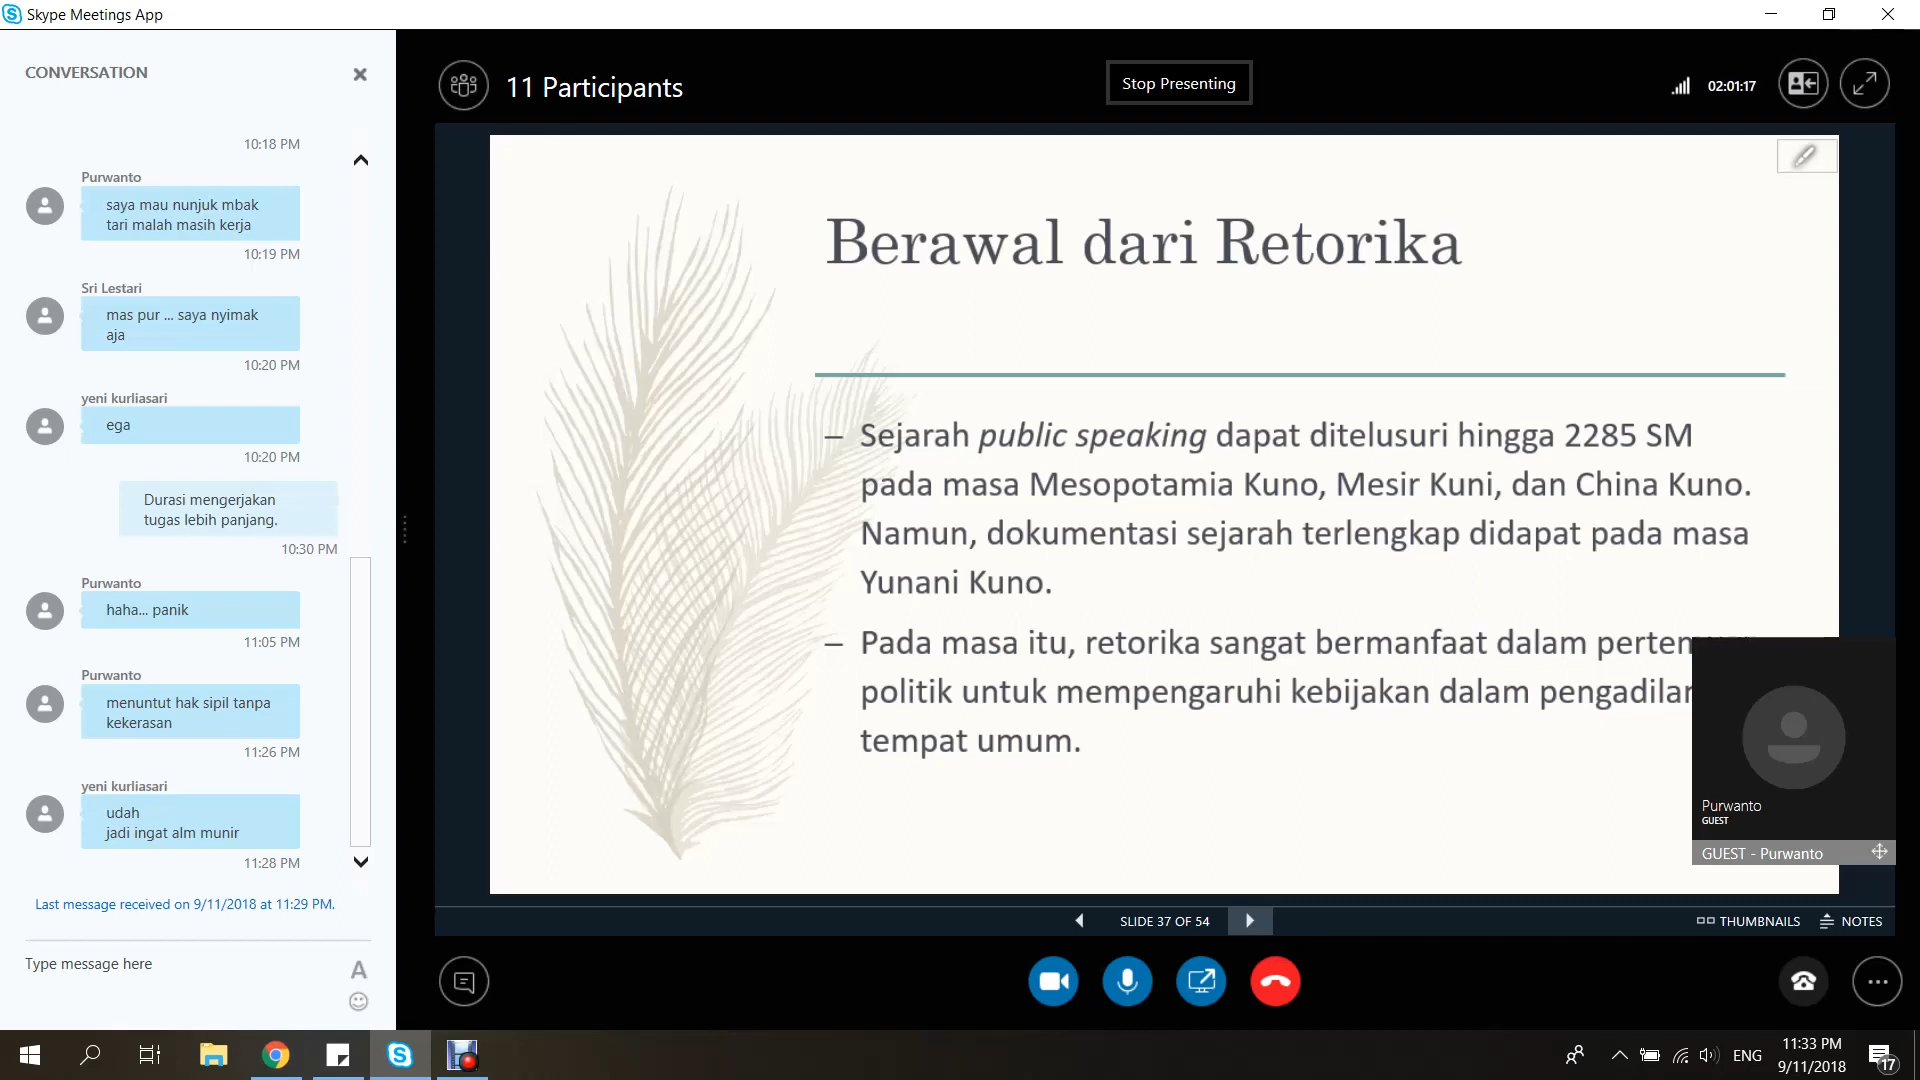 Skype Meetings App
CONVERSATION
10:18 PM
Purwanto
saya mau nunjuk mbak
tari malah masih kerja
10:19 PM
Sri Lestari
mas pur ... saya nyimak
aja
10:20 PM
yeni kurliasari
ega
10:20 PM
Durasi mengerjakan
tugas lebih panjang.
10:30 PM
Purwanto
haha... panik
11:05 PM
Purwanto
menuntut hak sipil tanpa
kekerasan
11:26 PM
yeni kurliasari
udah
jadi ingat alm munir
11:28 PM
Last message received on 9/11/2018 at 11:29 PM.
Type message here
A
11 Participants
Stop Presenting
02:01:17
Berawal dari Retorika
– Sejarah public speaking dapat ditelusuri hingga 2285 SM
pada masa Mesopotamia Kuno, Mesir Kuni, dan China Kuno.
Namun, dokumentasi sejarah terlengkap didapat pada masa
Yunani Kuno.
– Pada masa itu, retorika sangat bermanfaat dalam
politik untuk mempengaruhi kebijakan dalam
tempat umum.
Purwanto
GUEST
GUEST - Purwanto
SLIDE 37 OF 54
THUMBNAILS
NOTES
ENG
11:33 PM
9/11/2018
17